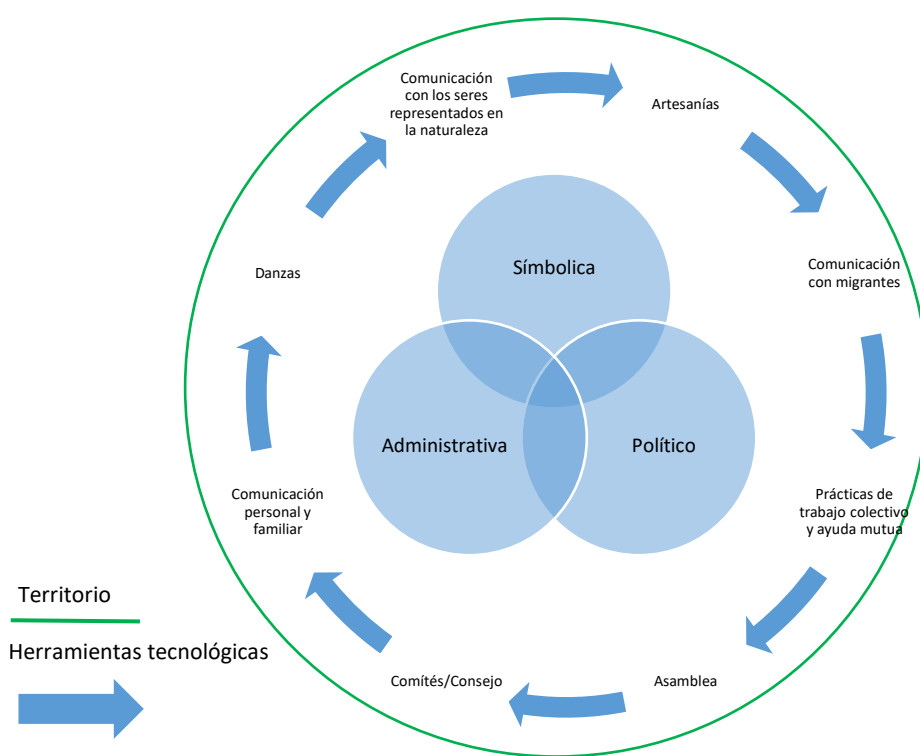 Comunicación
con los seres
representados en
la naturaleza
Artesanías
Comunicación
con migrantes
Prácticas de
trabajo colectivo
y ayuda mutua
Asamblea
Comítés/Consejo
Comunicación
personal y
familiar
Danzas
Símbolica
Administrativa
Político
Territorio
Herramientas tecnológicas